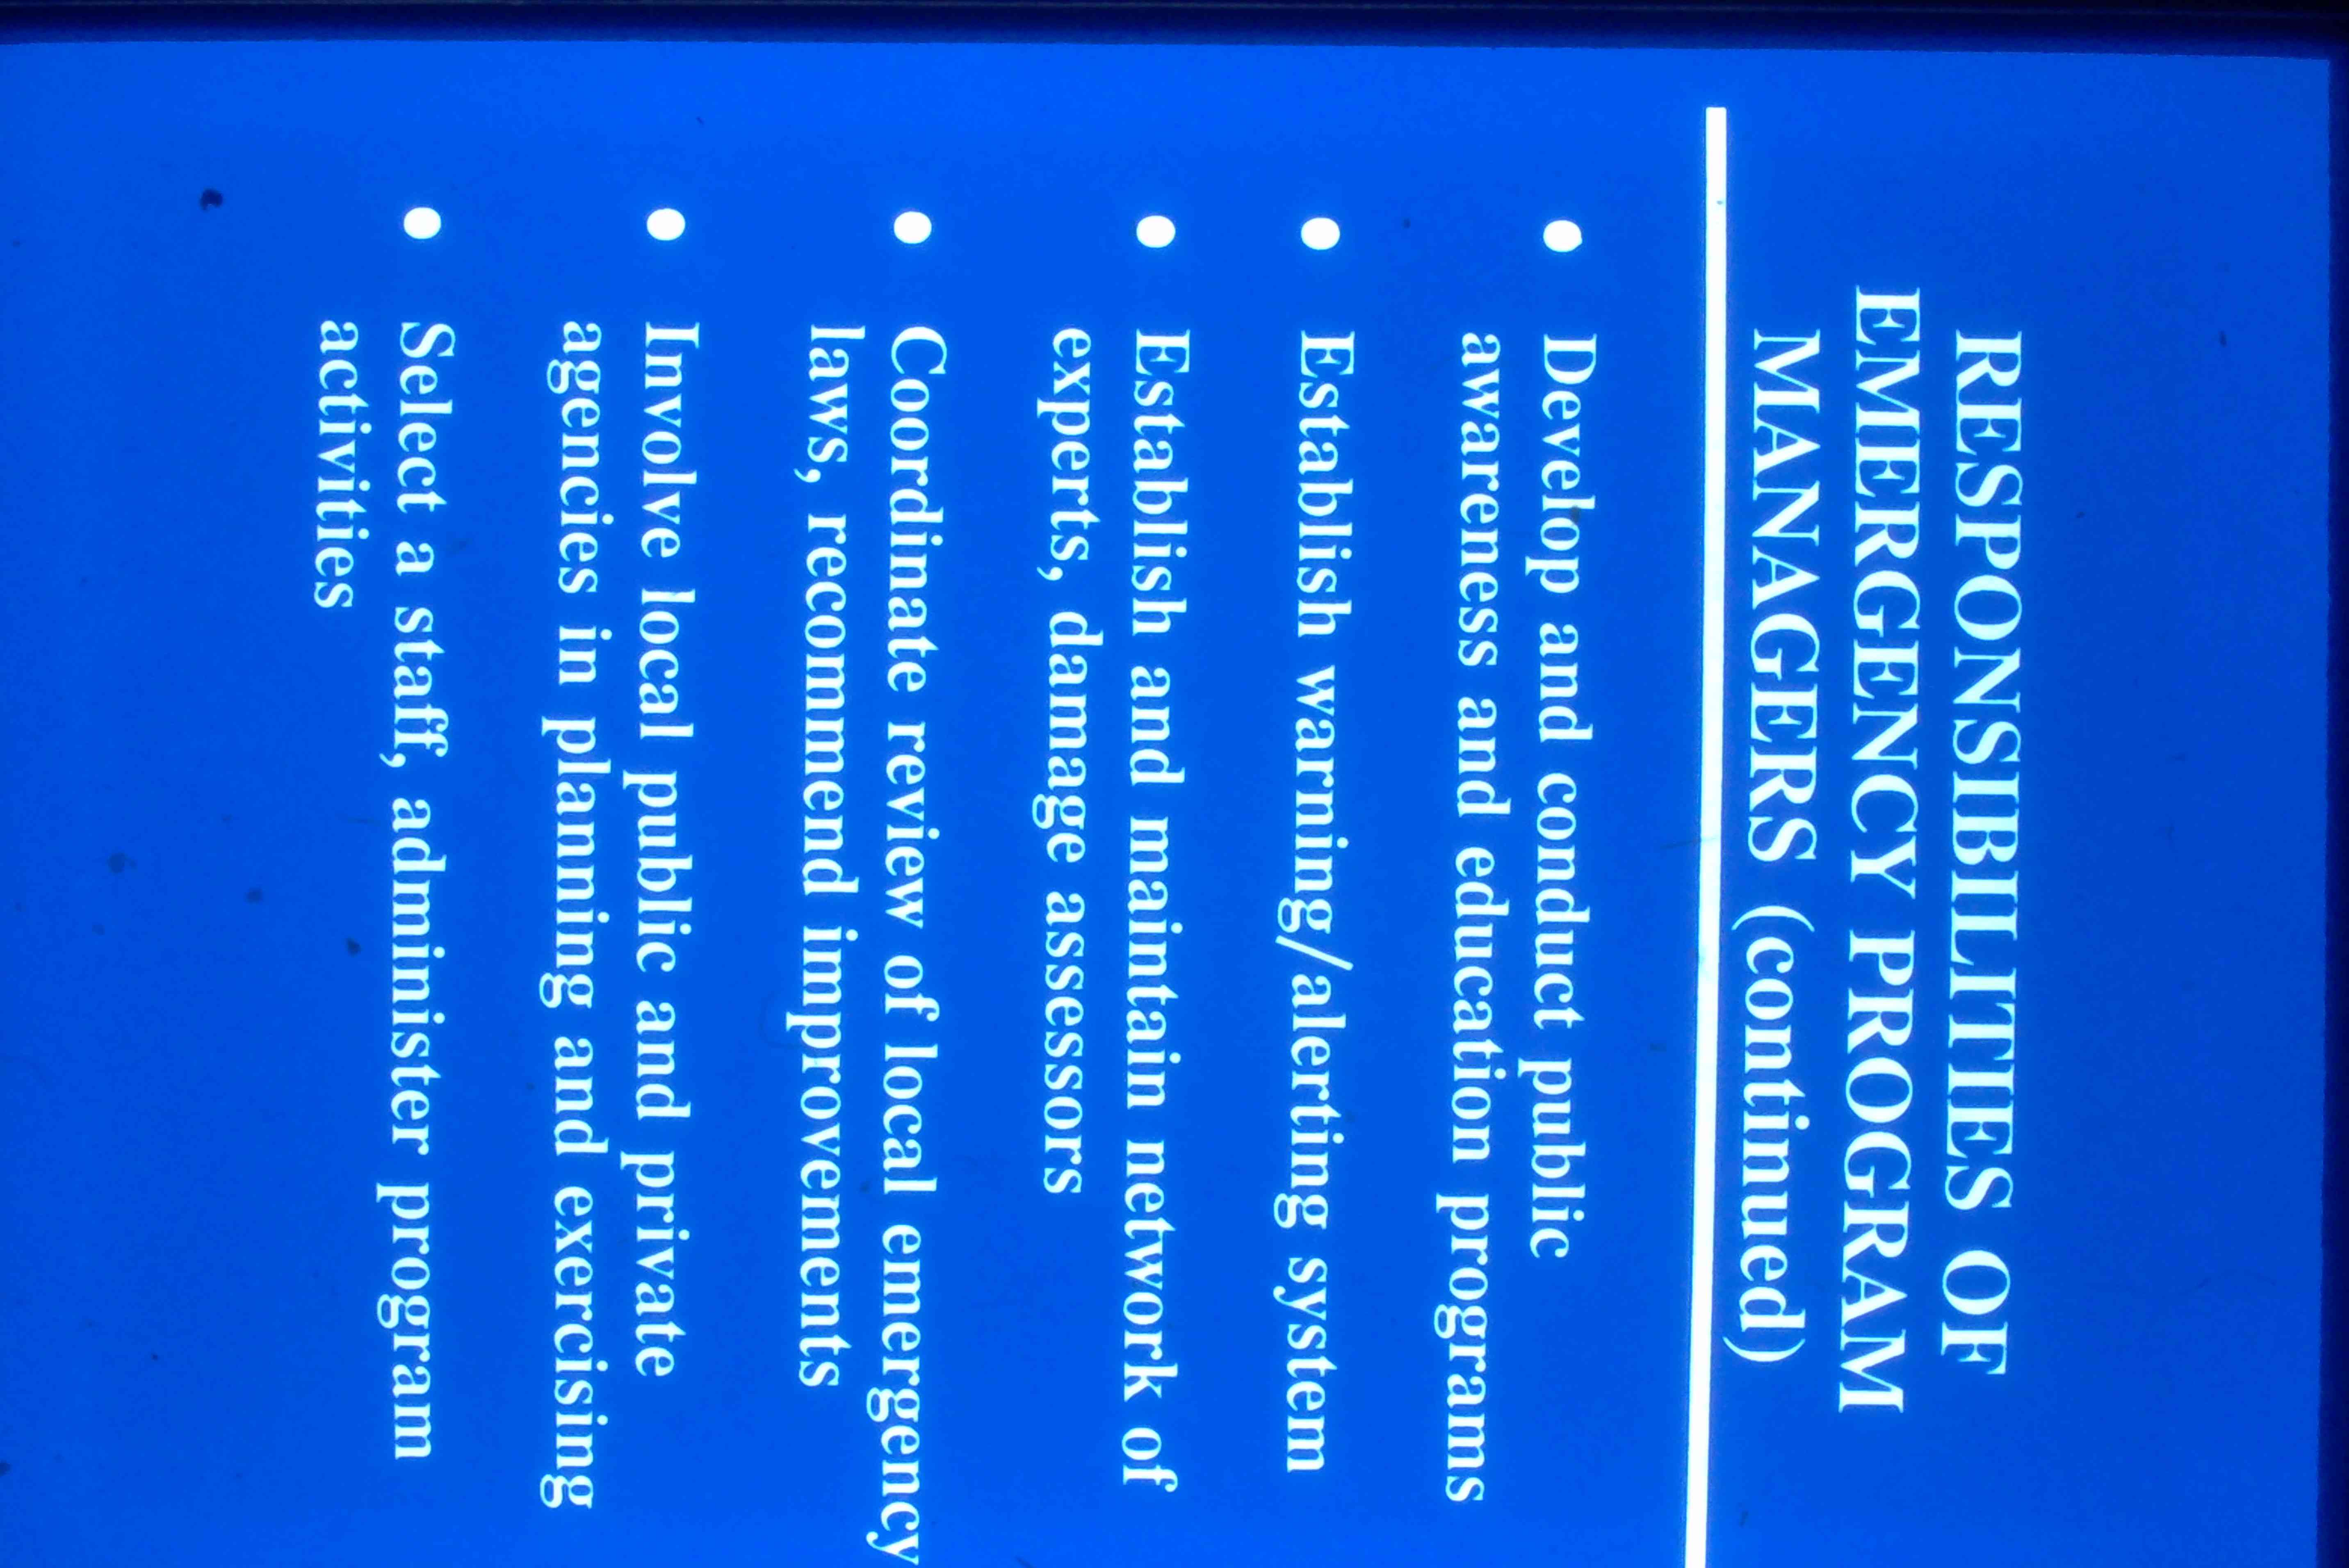 RESPONSIBILITIES OF
EMERGENCY PROGRAM
MANAGERS (continued)
• Develop and conduct public
awareness and education programs
• Establish warning/alerting system
• Establish and maintain network of
experts, damage assessors
• Coordinate review of local emergency
laws, recommend improvements
• Involve local public and private
agencies in planning and exercising
• Select a staff, administer program
activities